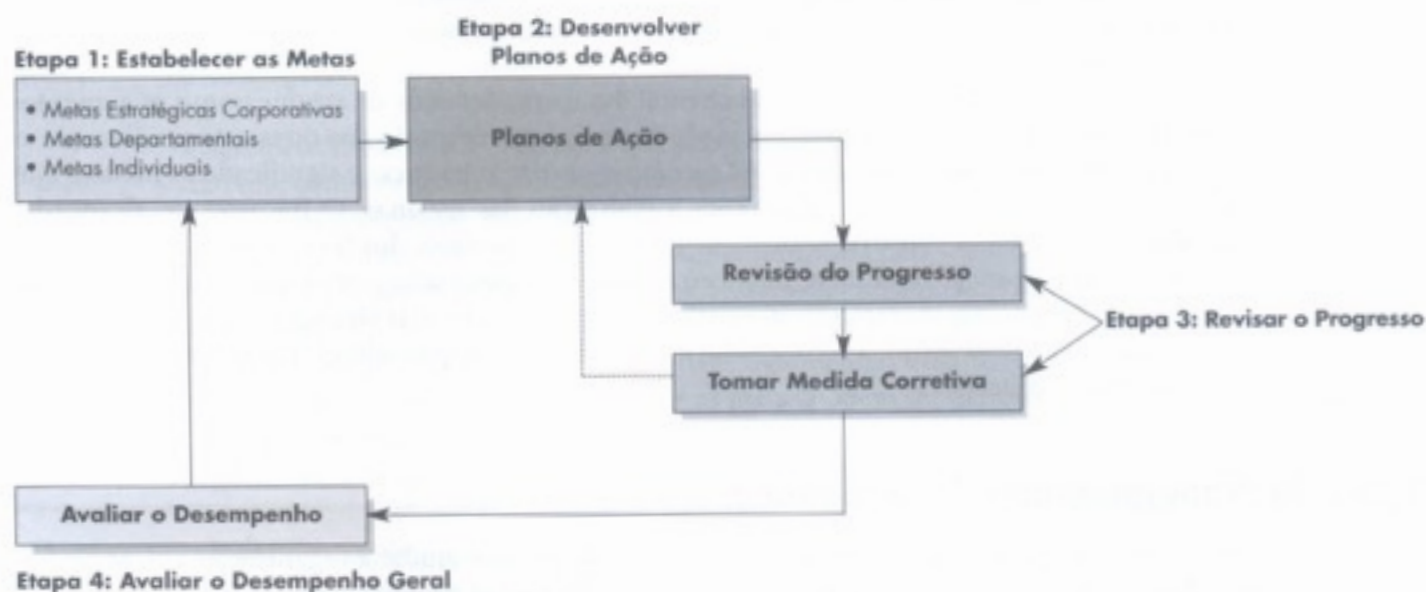 Etapa 1: Estabelecer as Metas
• Metas Estratégicas Corporativas
• Metas Departamentais
• Metas Individuais
Etapa 2: Desenvolver
Planos de Ação
Planos de Ação
Revisão do Progresso
Etapa 3: Revisar o Progresso
Tomar Medida Corretiva
Avaliar o Desempenho
Etapa 4: Avaliar o Desempenho Geral